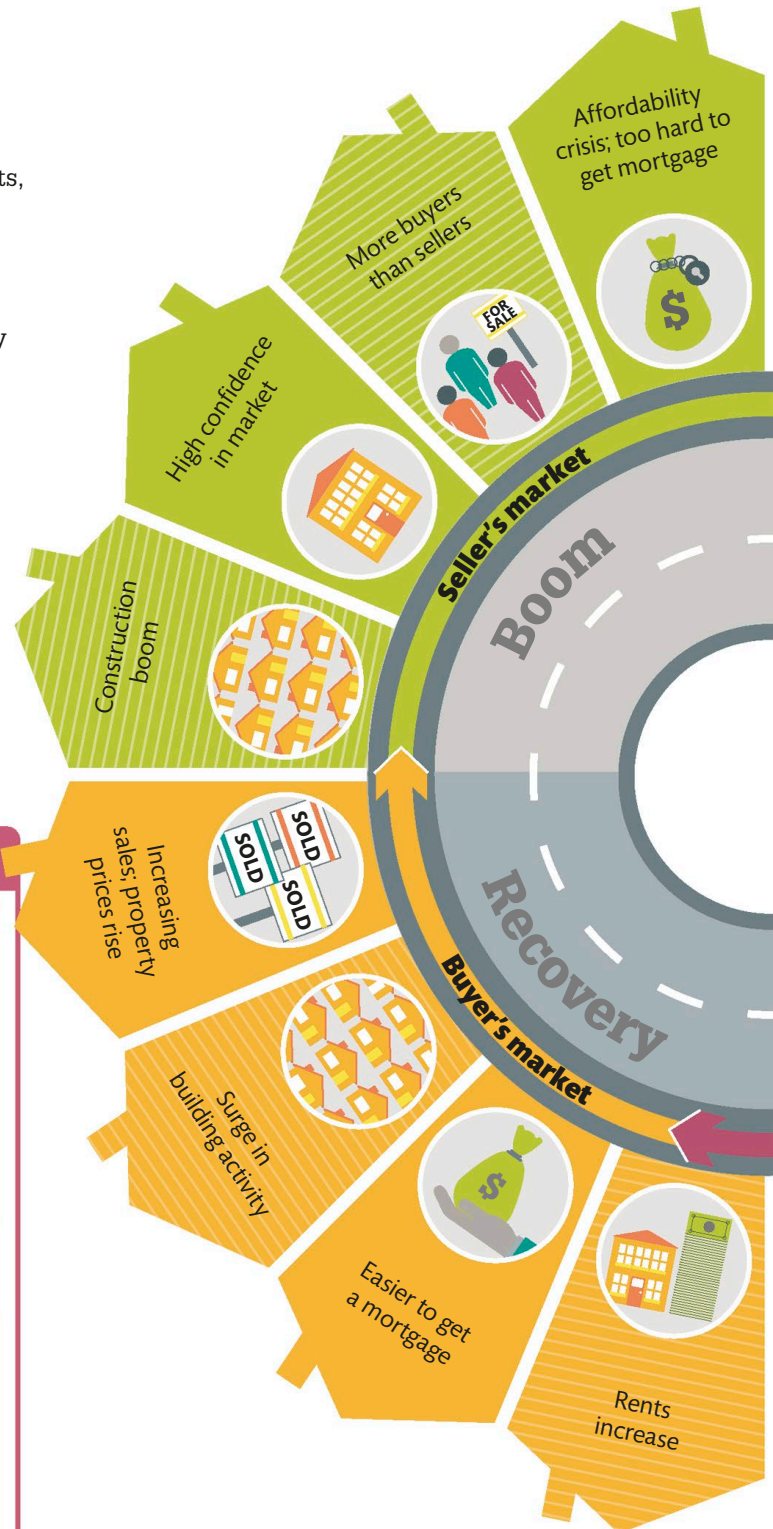 ts,
y
Affordability
crisis; too hard to
get mortgage
$
More buyers
than sellers
FOR
SALE
High confidence
in market
Construction
boom
Seller's market
Boom
Increasing
sales; property
prices rise
SOLD
SOLD
SOLD
Recovery
Buyer's market
Surge in
building activity
$
Easier to get
a mortgage
Rents
increase